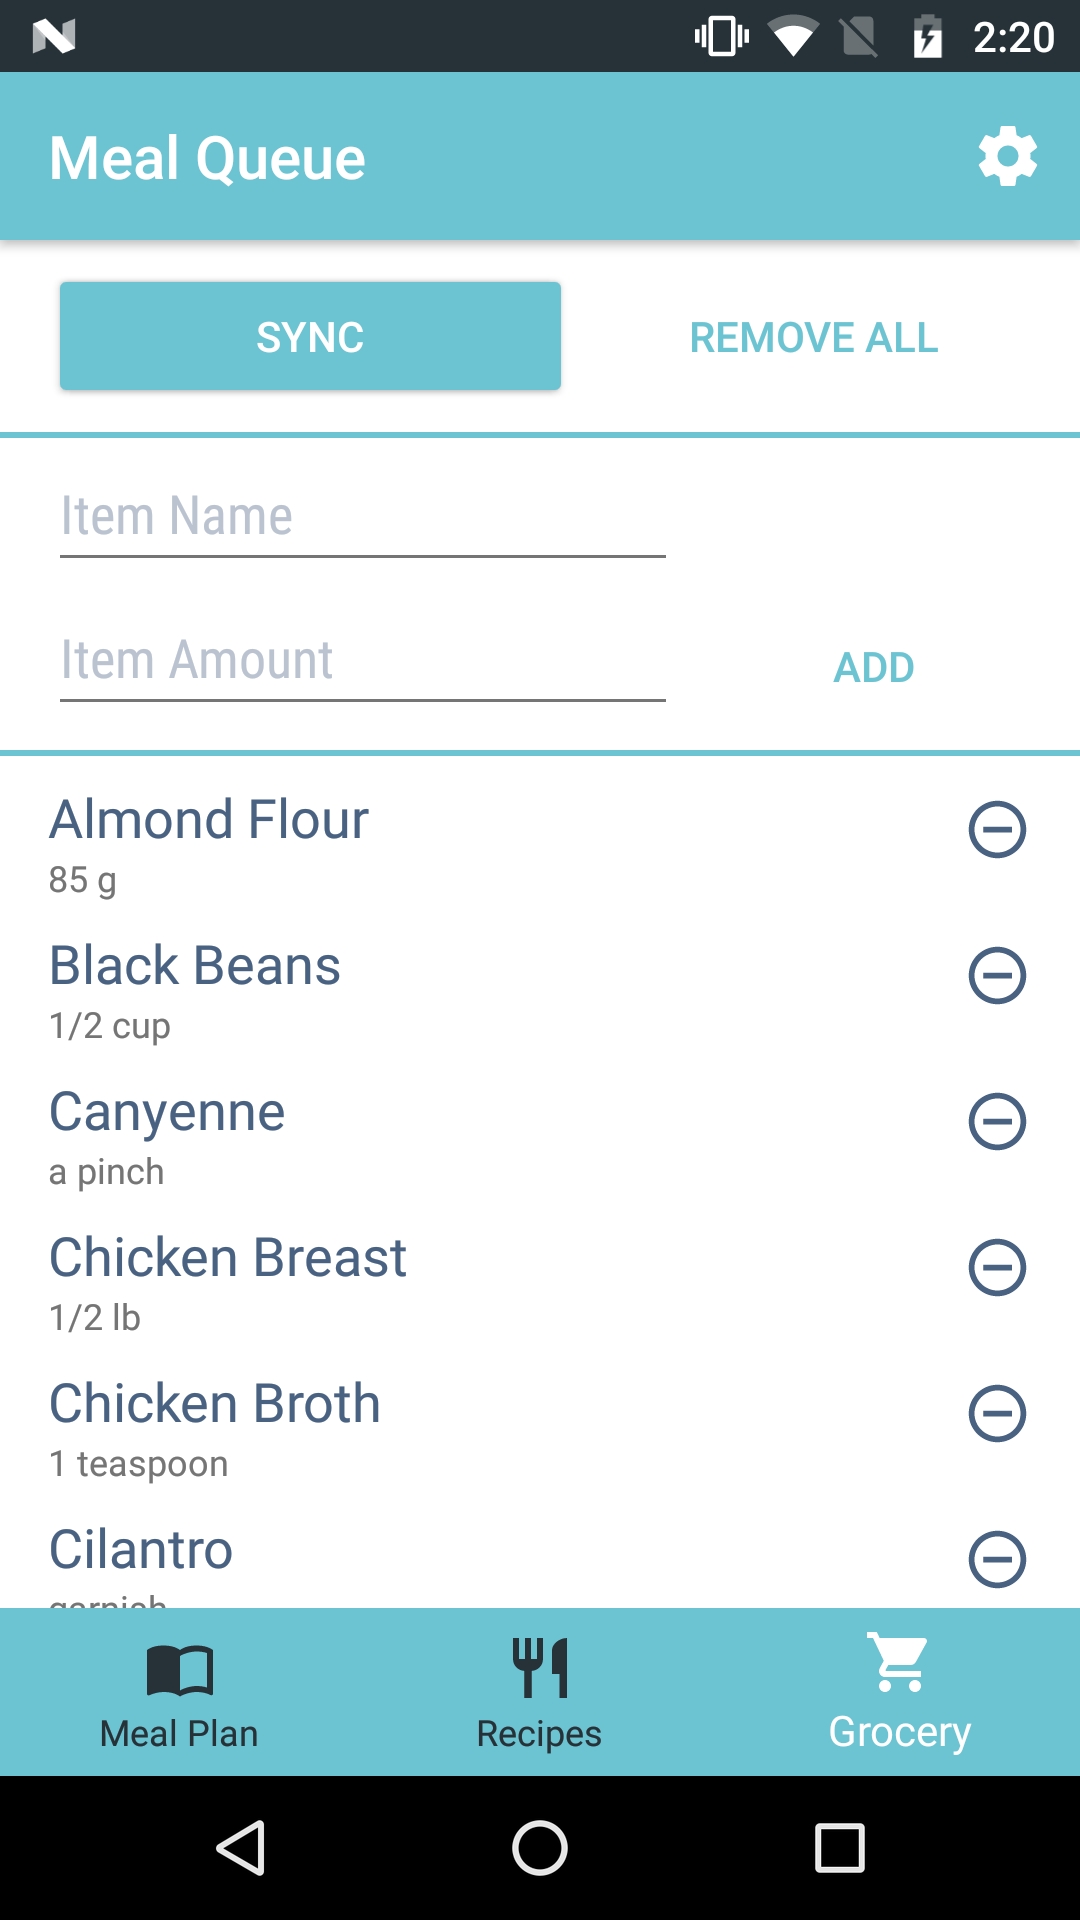 2:20
Meal Queue
SYNC
REMOVE ALL
Item Name
Item Amount
ADD
Almond Flour
85 g
Black Beans
1/2 cup
Canyenne
a pinch
Chicken Breast
1/2 lb
Chicken Broth
1 teaspoon
Cilantro
garnish
Meal Plan
Recipes
Grocery